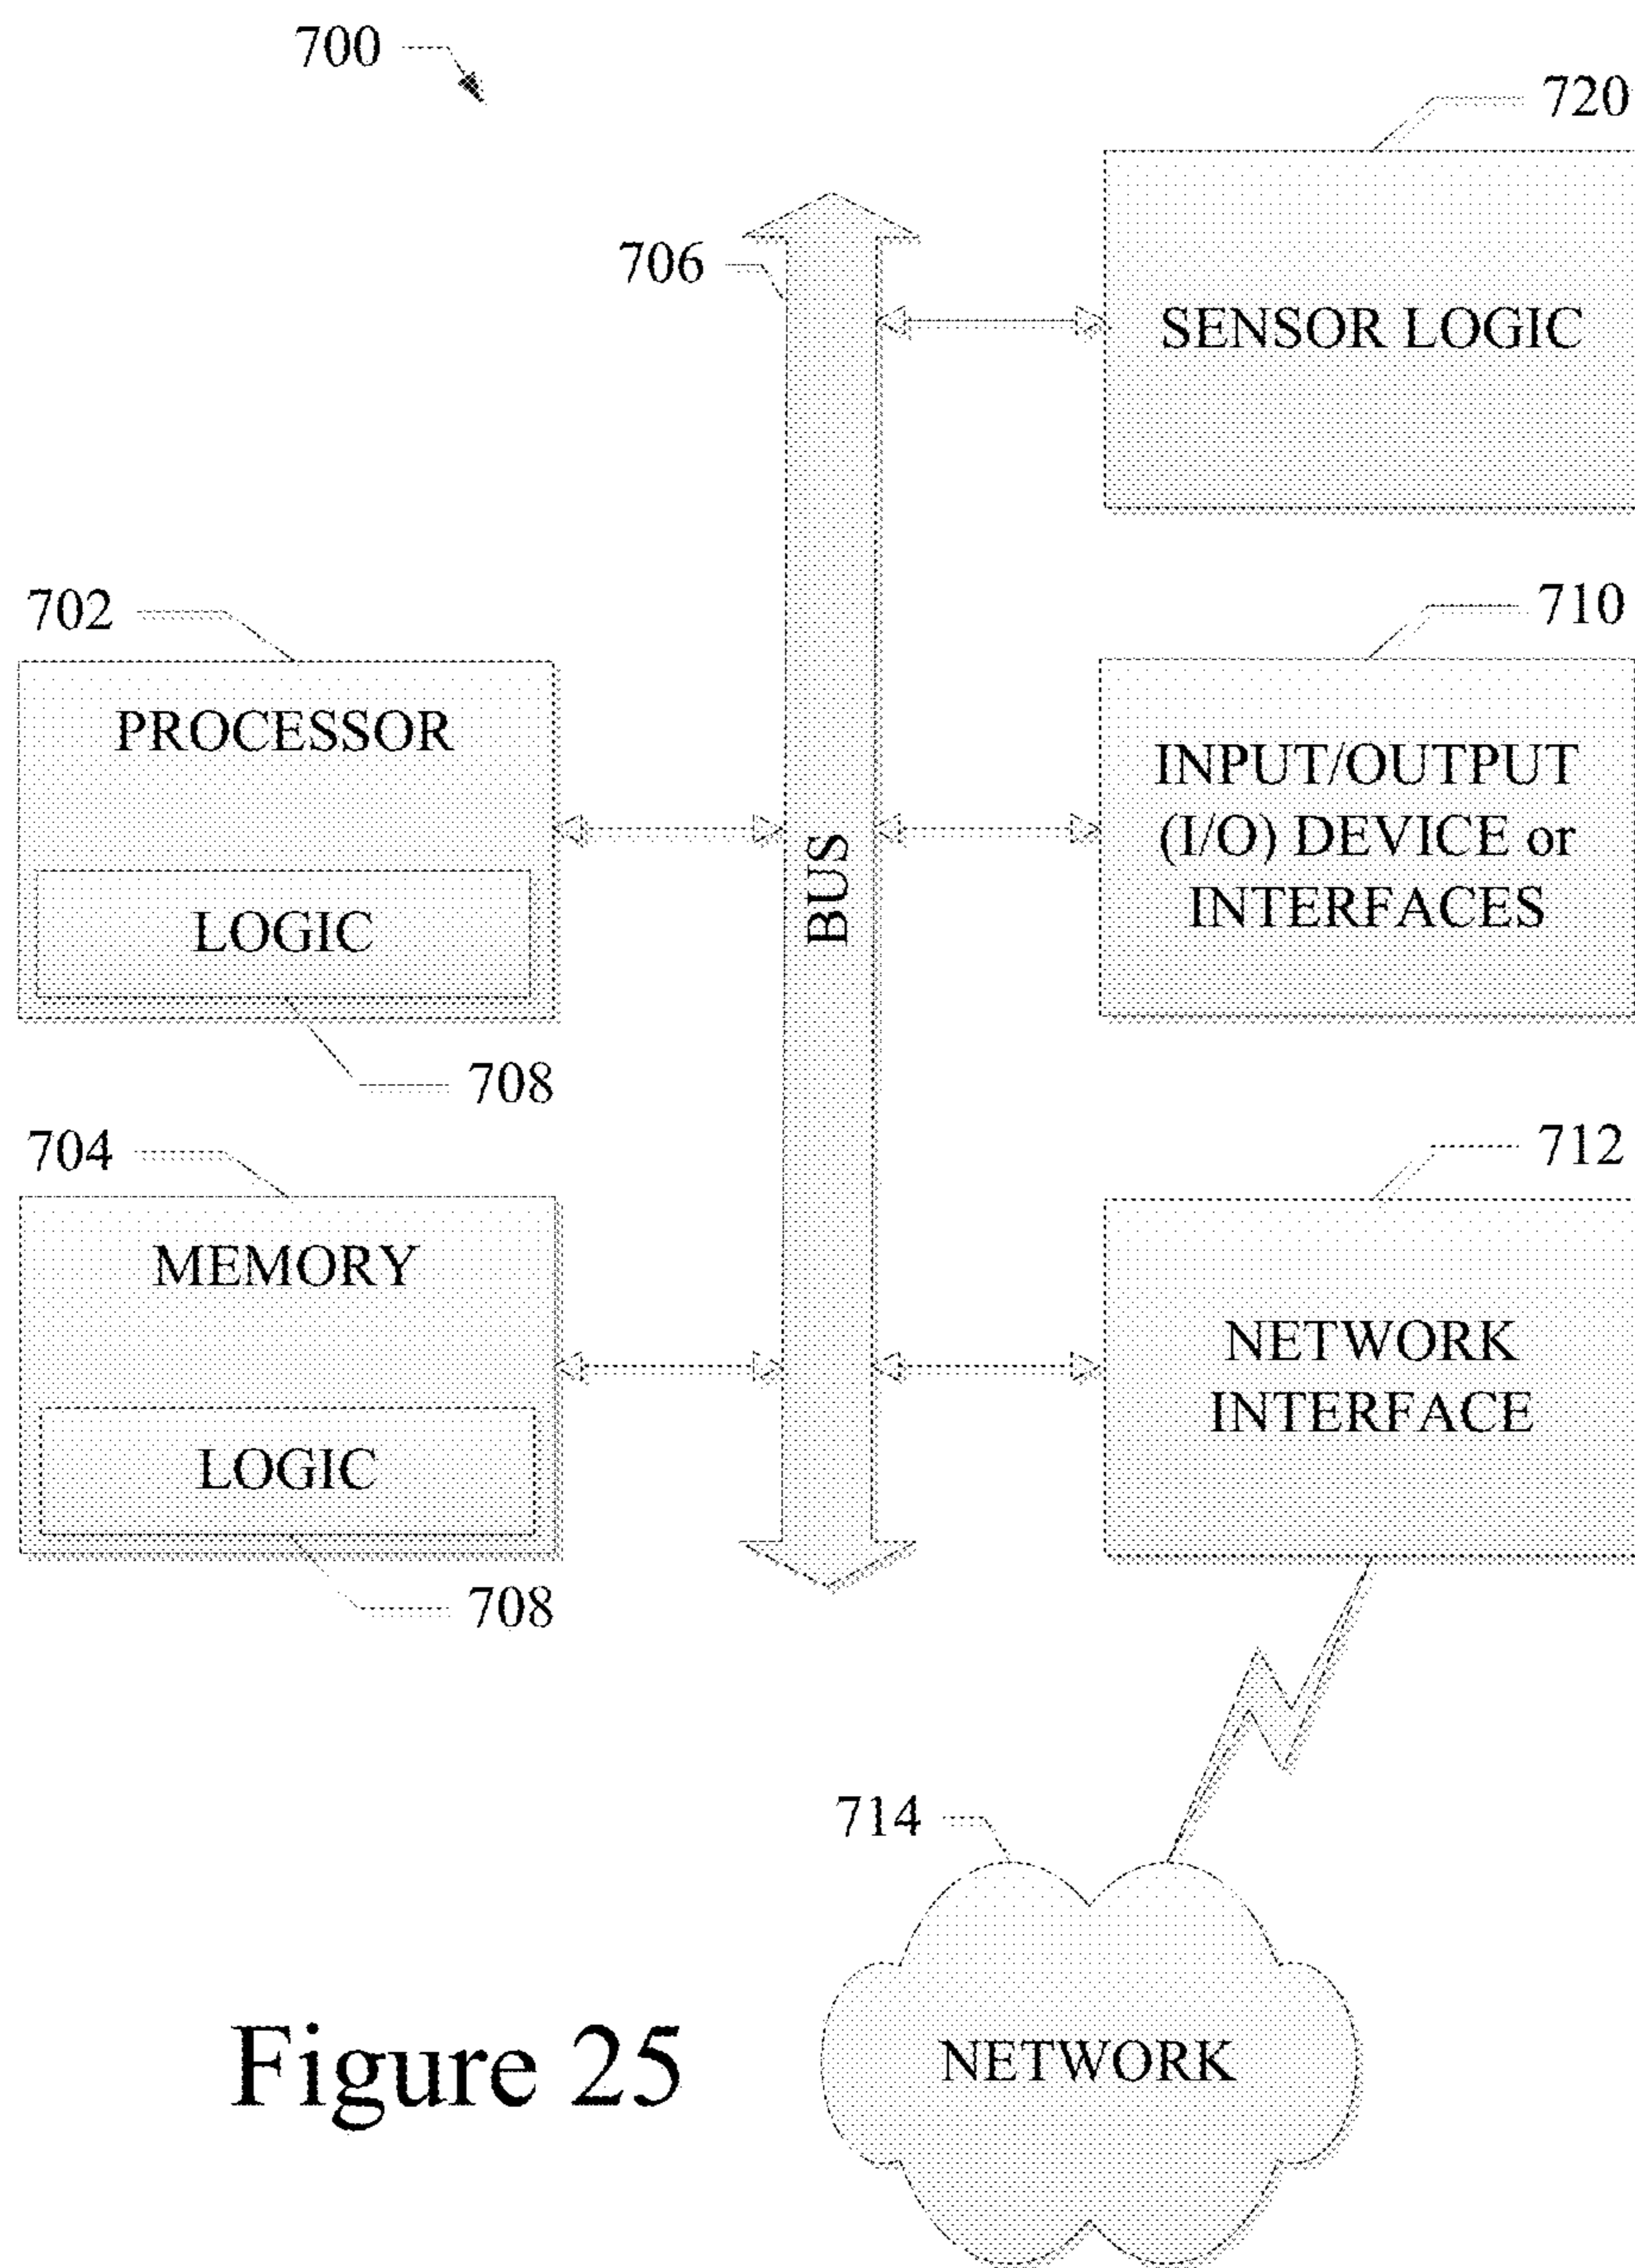 700
720
706
SENSOR LOGIC
702
710
PROCESSOR
INPUT/OUTPUT
(I/O) DEVICE or
INTERFACES
BUS
LOGIC
708
704
712
MEMORY
NETWORK
INTERFACE
LOGIC
708
714
NETWORK
Figure 25